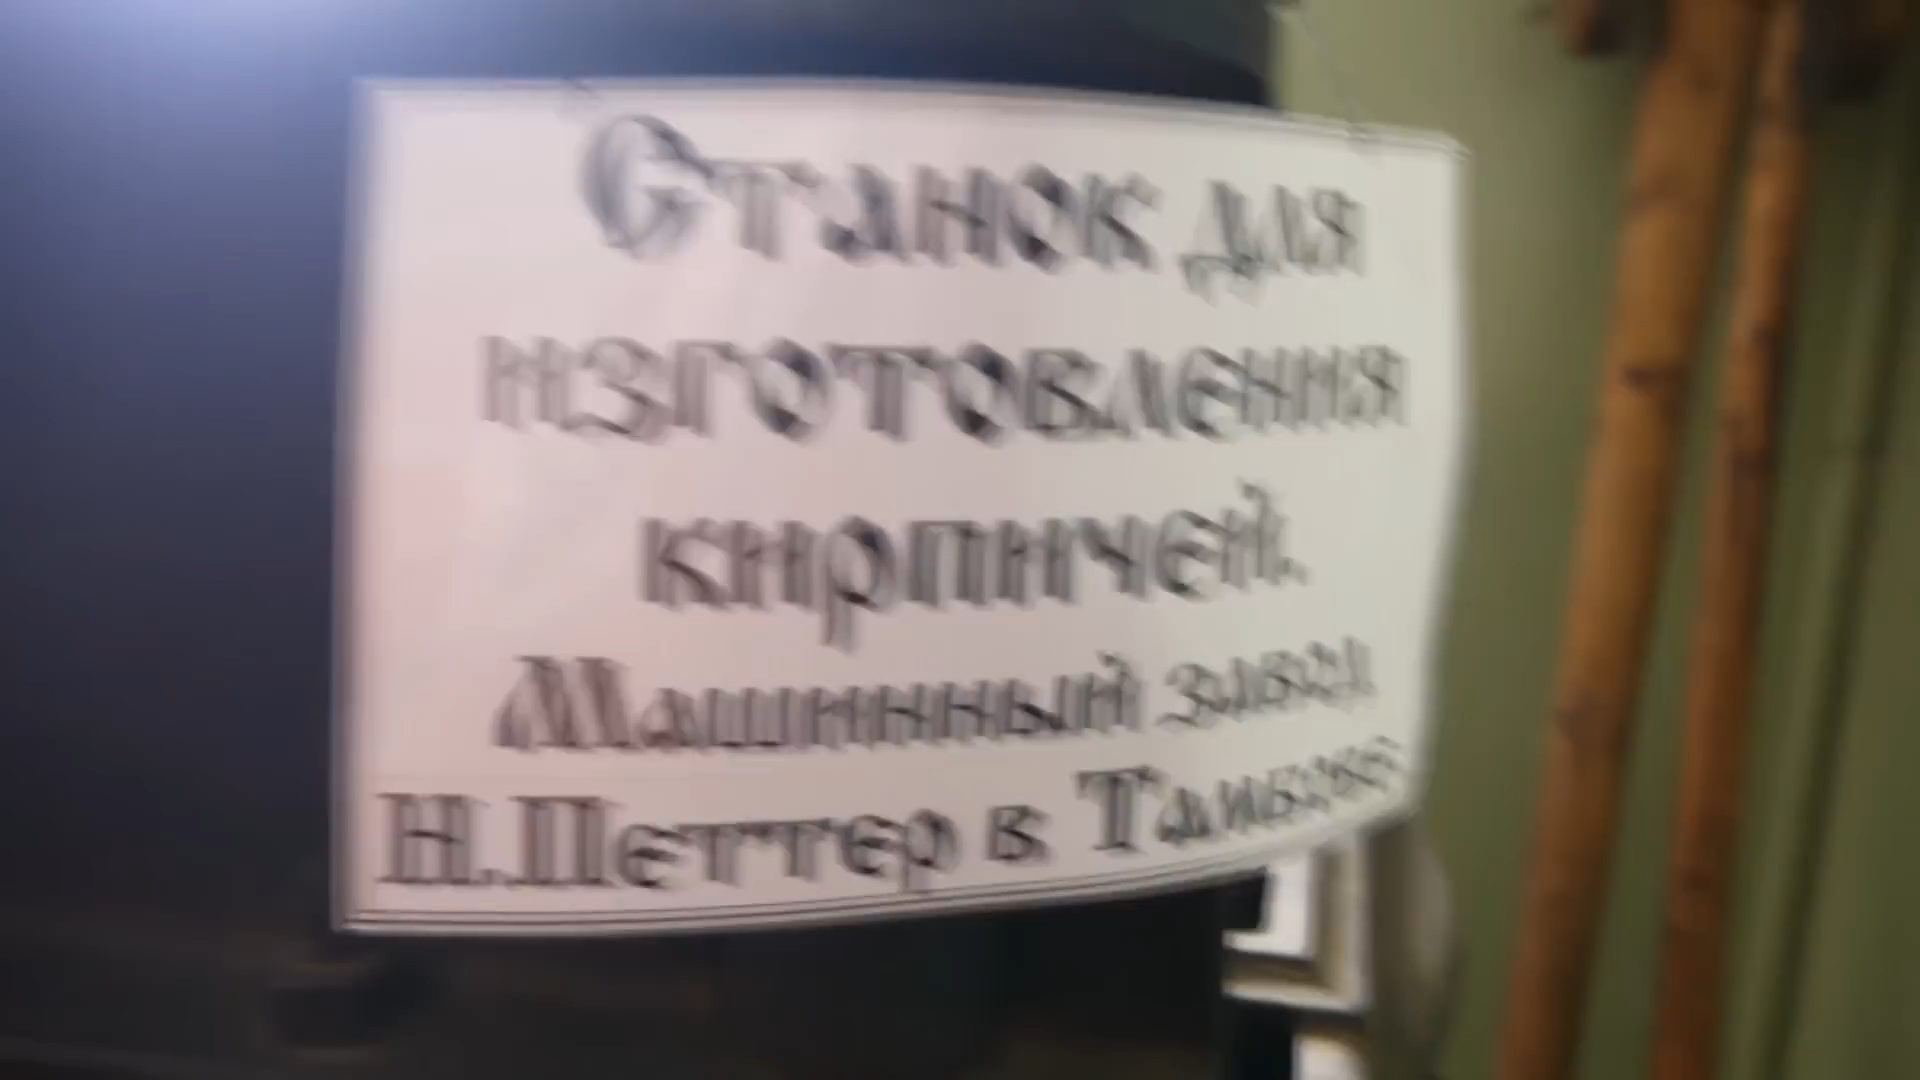 Станок для
изготовления
кирпичей.
Машинный завод
Н.Петтер в Тамбове